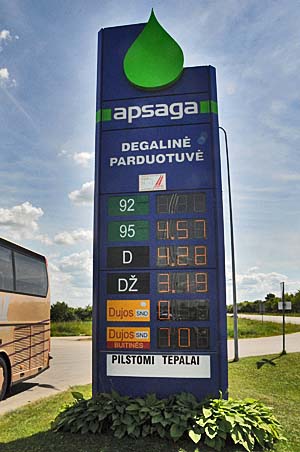 apsaga
DEGALINĖ
PARDUOTUVĖ
92
95 4.57
D 4.28
DŽ 3.19
Dujos SND
Dujos SND
BUITINĖS
PILSTOMI TEPALAI